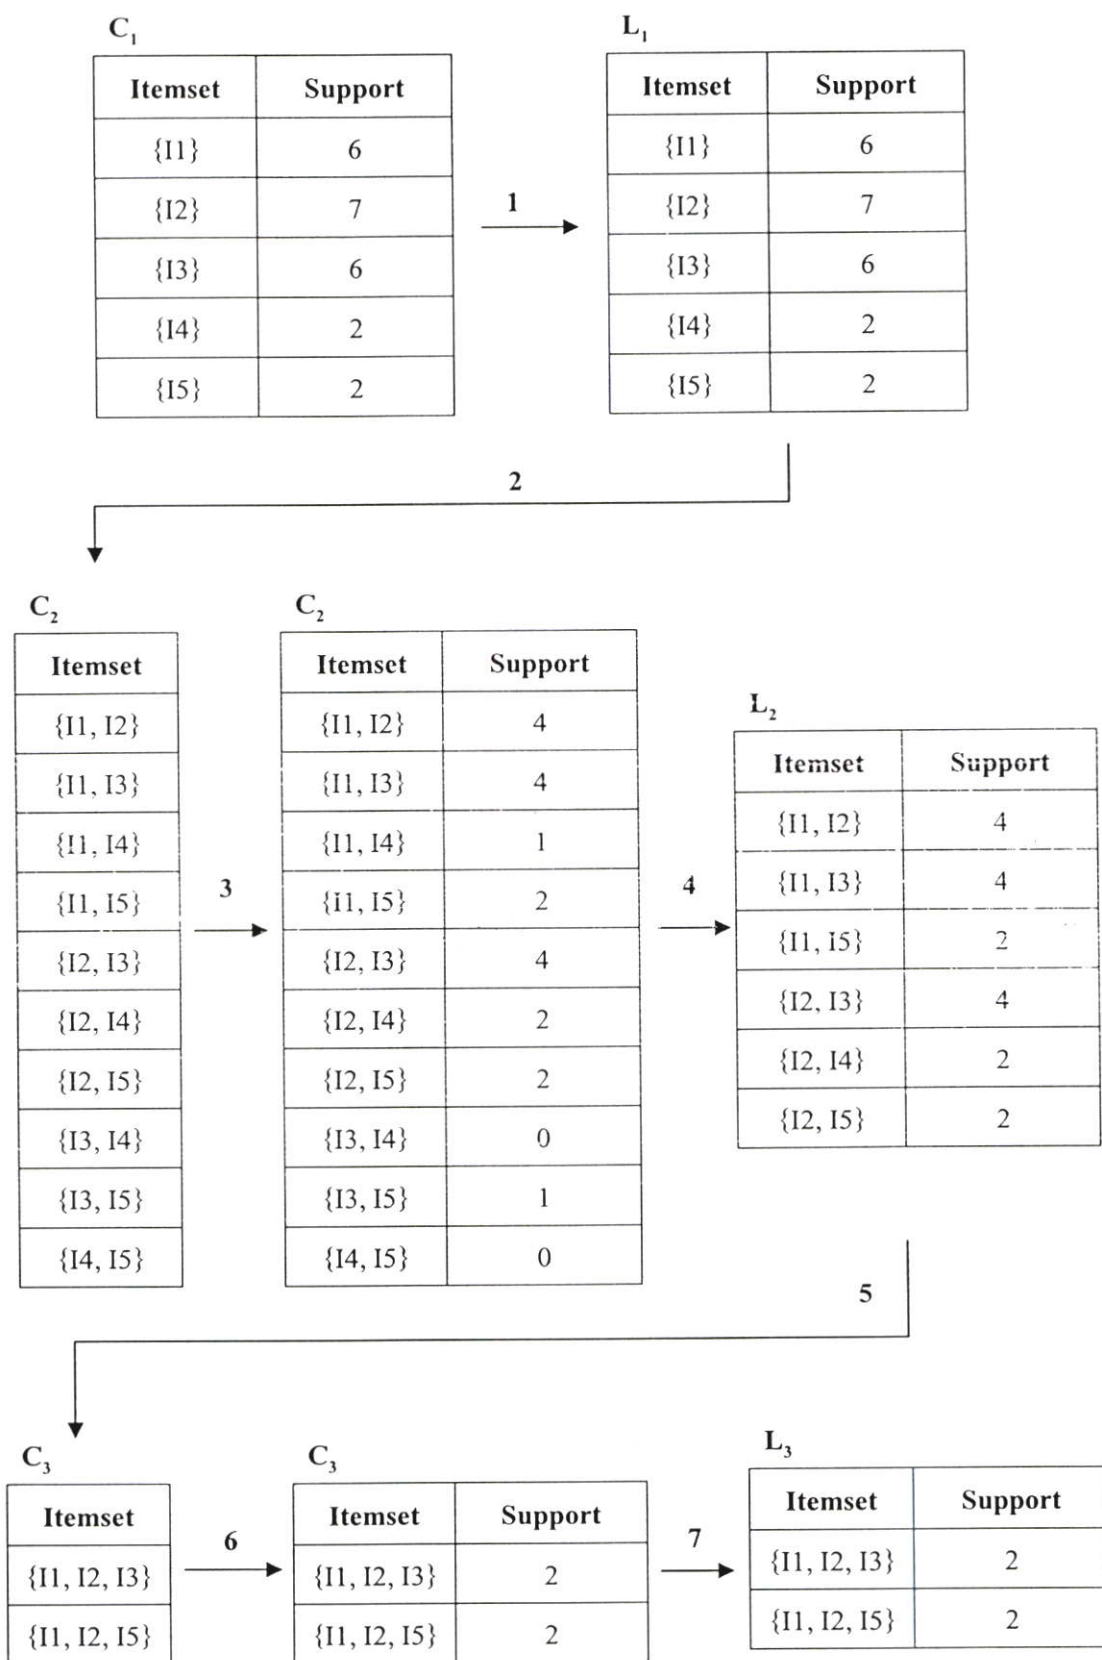 C₁
Itemset Support
{I1} 6
{I2} 7
{I3} 6
{I4} 2
{I5} 2
1
L₁
Itemset Support
{I1} 6
{I2} 7
{I3} 6
{I4} 2
{I5} 2
2
C₂
Itemset
{I1, I2}
{I1, I3}
{I1, I4}
{I1, I5}
{I2, I3}
{I2, I4}
{I2, I5}
{I3, I4}
{I3, I5}
{I4, I5}
3
C₂
Itemset Support
{I1, I2} 4
{I1, I3} 4
{I1, I4} 1
{I1, I5} 2
{I2, I3} 4
{I2, I4} 2
{I2, I5} 2
{I3, I4} 0
{I3, I5} 1
{I4, I5} 0
4
L₂
Itemset Support
{I1, I2} 4
{I1, I3} 4
{I1, I5} 2
{I2, I3} 4
{I2, I4} 2
{I2, I5} 2
5
C₃
Itemset
{I1, I2, I3}
{I1, I2, I5}
6
C₃
Itemset Support
{I1, I2, I3} 2
{I1, I2, I5} 2
7
L₃
Itemset Support
{I1, I2, I3} 2
{I1, I2, I5} 2